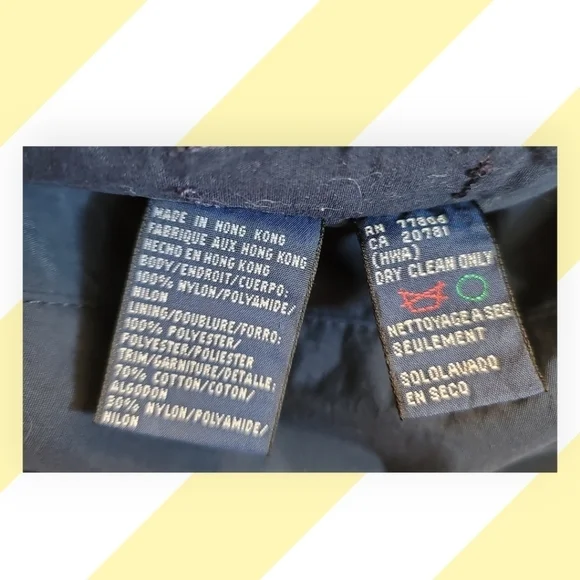 MADE IN HONG KONG
FABRIQUE AUX HONG KONG
HECHO EN HONG KONG
BODY/ENDROIT/CUERPO:
100% NYLON/POLYAMIDE/
NILON
LINING/DOUBLURE/FORRO:
100% POLYESTER/
POLYESTER/POLIESTER
TRIM/GARNITURE/DETALLE:
70% COTTON/COTON/
ALGODON
30% NYLON/POLYAMIDE/
NILON
RN 77806
CA 20781
(HWA)
DRY CLEAN ONLY
NETTOYAGE A SEC
SEULEMENT
SOLOLAVADO
EN SECO